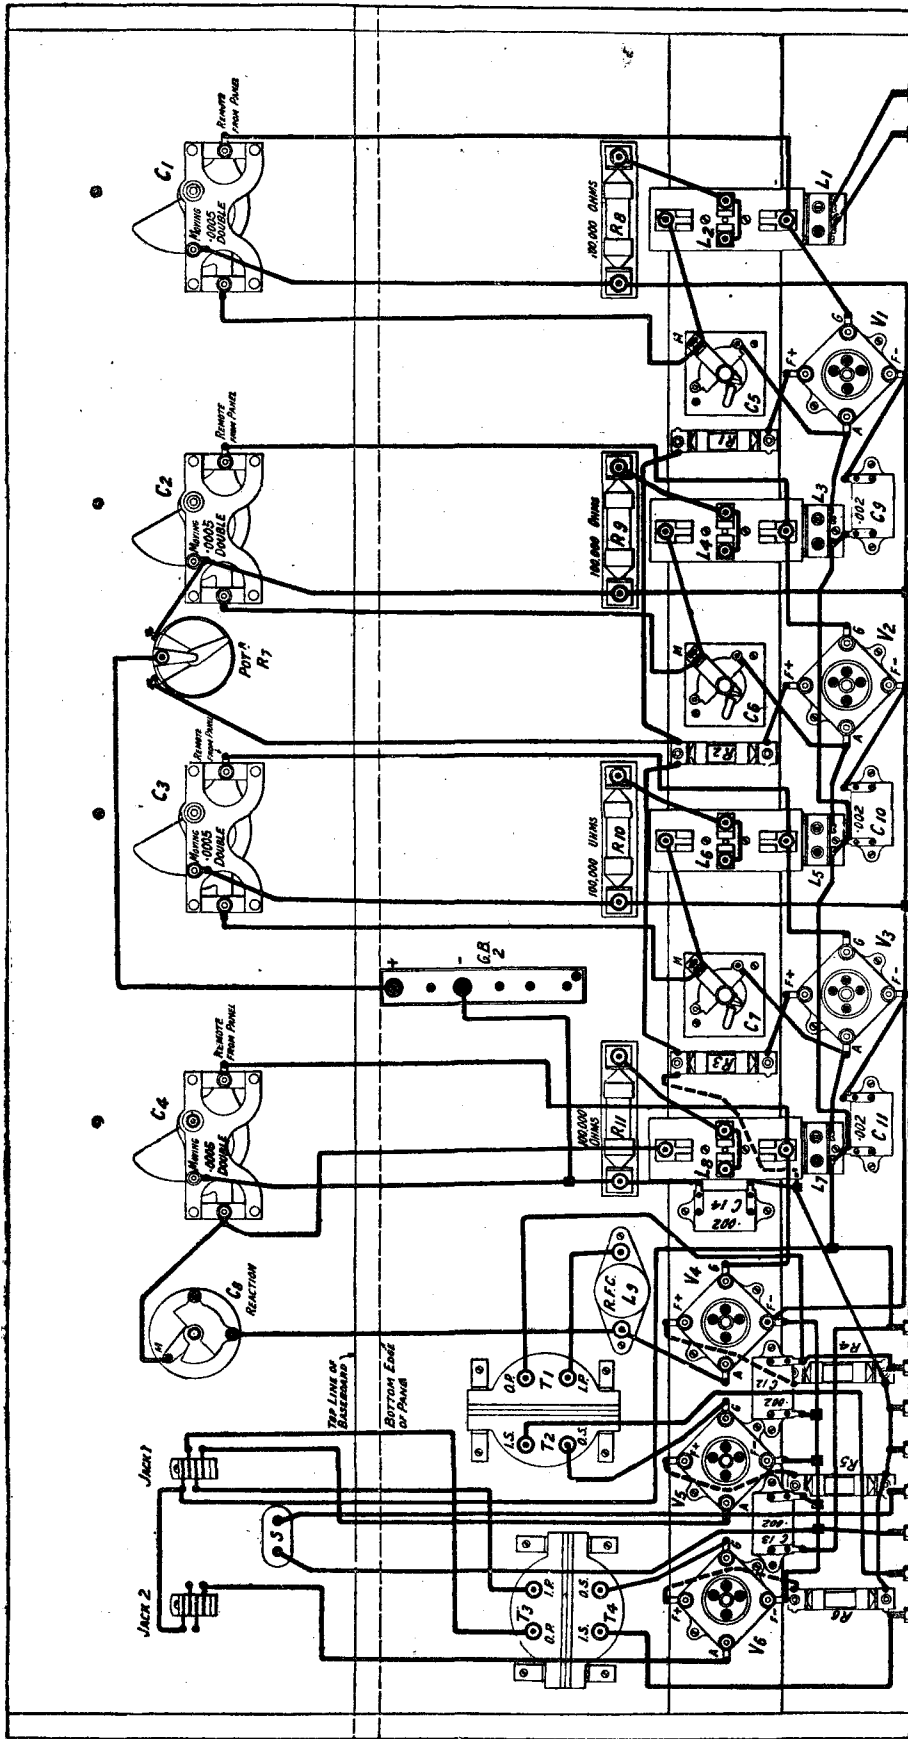 JACK 2
JACK 1
S
C8
REACTION
M
C4
MOVING
.0005
DOUBLE
REMOTE
FROM PANEL
C3
MOVING
.0005
DOUBLE
REMOTE
FROM PANEL
POTR
R7
C2
MOVING
.0005
DOUBLE
REMOTE
FROM PANEL
C1
MOVING
.0005
DOUBLE
REMOTE
FROM PANEL
TOP LINE OF
BASEBOARD
BOTTOM EDGE
OF PANEL
+
-
G.B.
2
T3
O.P.
I.P.
T4
I.S.
O.S.
I.S.
T2
O.S.
O.P.
T1
I.P.
R.F.C.
L9
100,000
OHMS
R11
100,000 OHMS
R10
100,000 OHMS
R9
100,000 OHMS
R8
V6
F+
A
G
F-
V5
F+
A
G
F-
V4
F+
A
G
F-
.002
C14
L8
L7
R3
C7
M
L6
L5
R2
C6
M
L4
L3
R1
C5
M
L2
L1
R6
C13
.002
R5
C12
.002
R4
C11
.002
V3
F+
A
G
F-
C10
.002
V2
F+
A
G
F-
C9
.002
V1
F+
A
G
F-